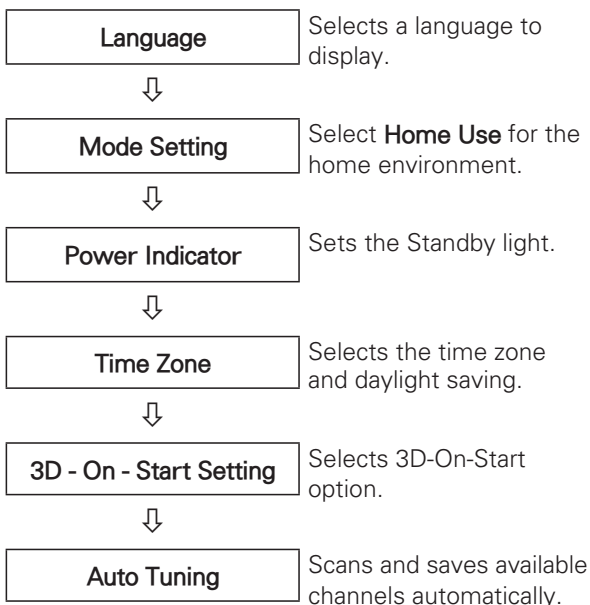 Language
Selects a language to
display.
⇩
Mode Setting
Select Home Use for the
home environment.
⇩
Power Indicator
Sets the Standby light.
⇩
Time Zone
Selects the time zone
and daylight saving.
⇩
3D - On - Start Setting
Selects 3D-On-Start
option.
⇩
Auto Tuning
Scans and saves available
channels automatically.